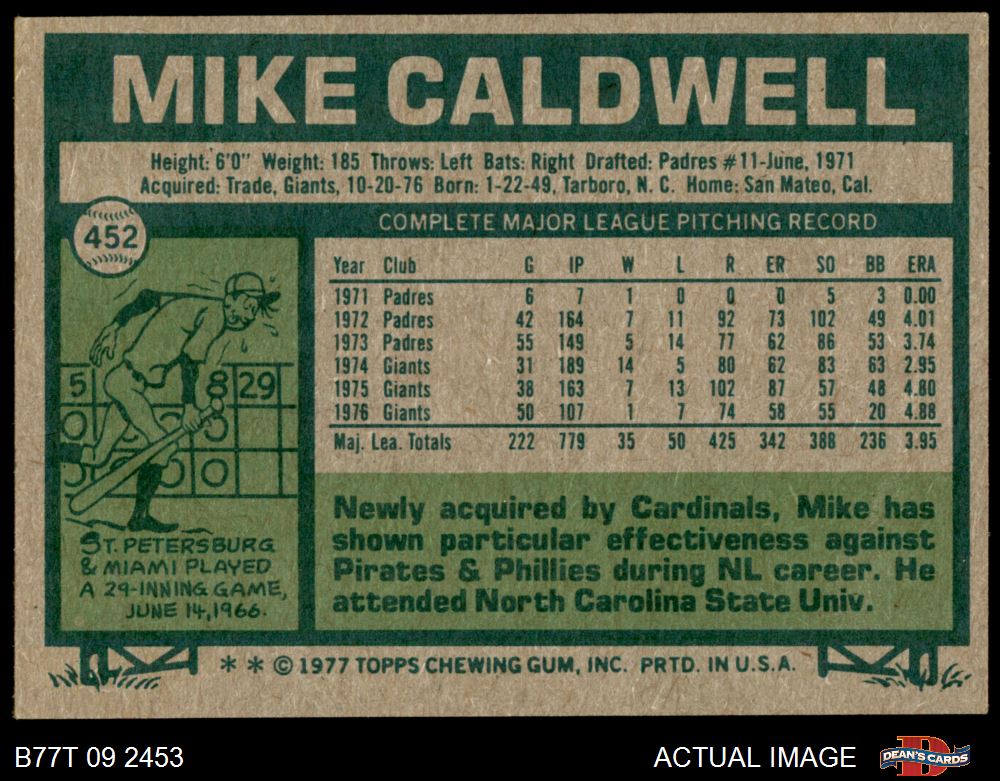 MIKE CALDWELL
Height: 6'0" Weight: 185 Throws: Left Bats: Right Drafted: Padres #11-June, 1971
Acquired: Trade, Giants, 10-20-76 Born: 1-22-49, Tarboro, N. C. Home: San Mateo, Cal.
452
COMPLETE MAJOR LEAGUE PITCHING RECORD
Year Club G IP W L R ER SO BB ERA
1971 Padres 6 7 1 0 0 0 5 3 0.00
1972 Padres 42 164 7 11 92 73 102 49 4.01
1973 Padres 55 149 5 14 77 62 86 53 3.74
1974 Giants 31 189 14 5 80 62 83 63 2.95
1975 Giants 38 163 7 13 102 87 57 48 4.80
1976 Giants 50 107 1 7 74 58 55 20 4.88
Maj. Lea. Totals 222 779 35 50 425 342 388 236 3.95
5 8 29
0 0
0 0
ST. PETERSBURG
& MIAMI PLAYED
A 29-INNING GAME,
JUNE 14, 1966.
Newly acquired by Cardinals, Mike has
shown particular effectiveness against
Pirates & Phillies during NL career. He
attended North Carolina State Univ.
* * © 1977 TOPPS CHEWING GUM, INC. PRTD. IN U.S.A.
B77T 09 2453
ACTUAL IMAGE
DEAN'S CARDS